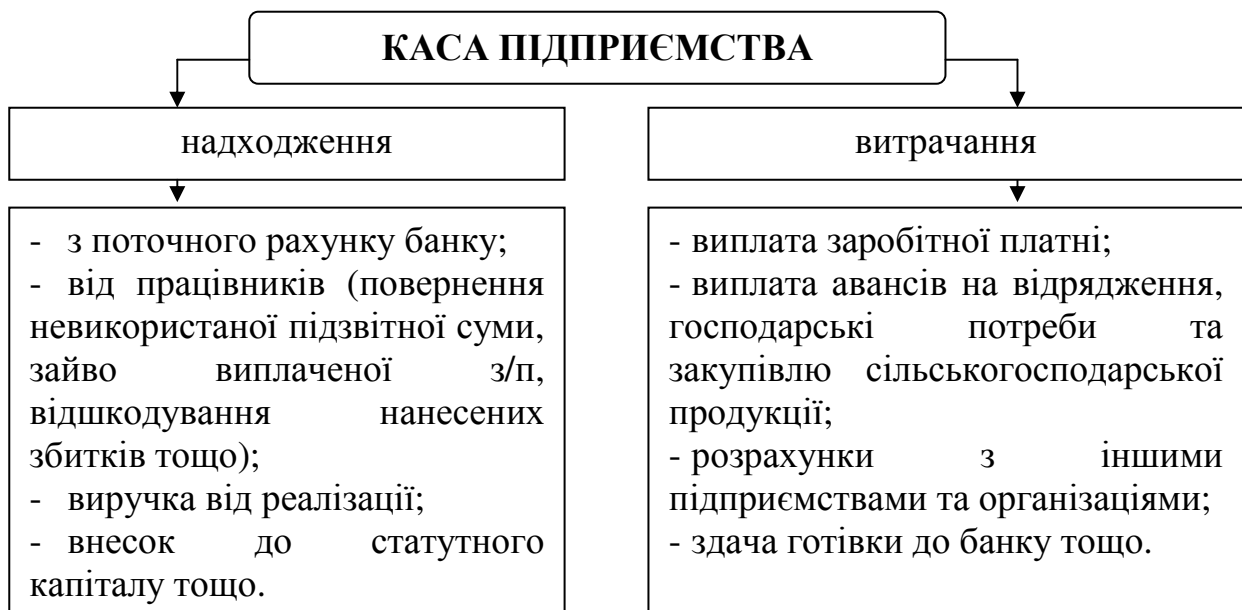 КАСА ПІДПРИЄМСТВА
надходження
витрачання
- з поточного рахунку банку;
- від працівників (повернення
невикористаної підзвітної суми,
зайво виплаченої з/п,
відшкодування нанесених
збитків тощо);
- виручка від реалізації;
- внесок до статутного
капіталу тощо.
- виплата заробітної платні;
- виплата авансів на відрядження,
господарські потреби та
закупівлю сільськогосподарської
продукції;
- розрахунки з іншими
підприємствами та організаціями;
- здача готівки до банку тощо.